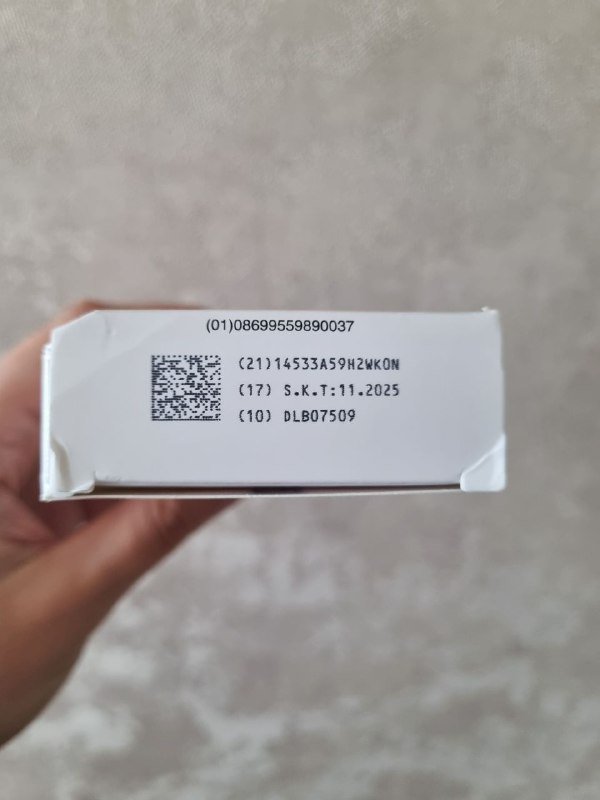 (01)08699559890037
(21)14533A59H2WKON
(17) S.K.T:11.2025
(10) DLB07509